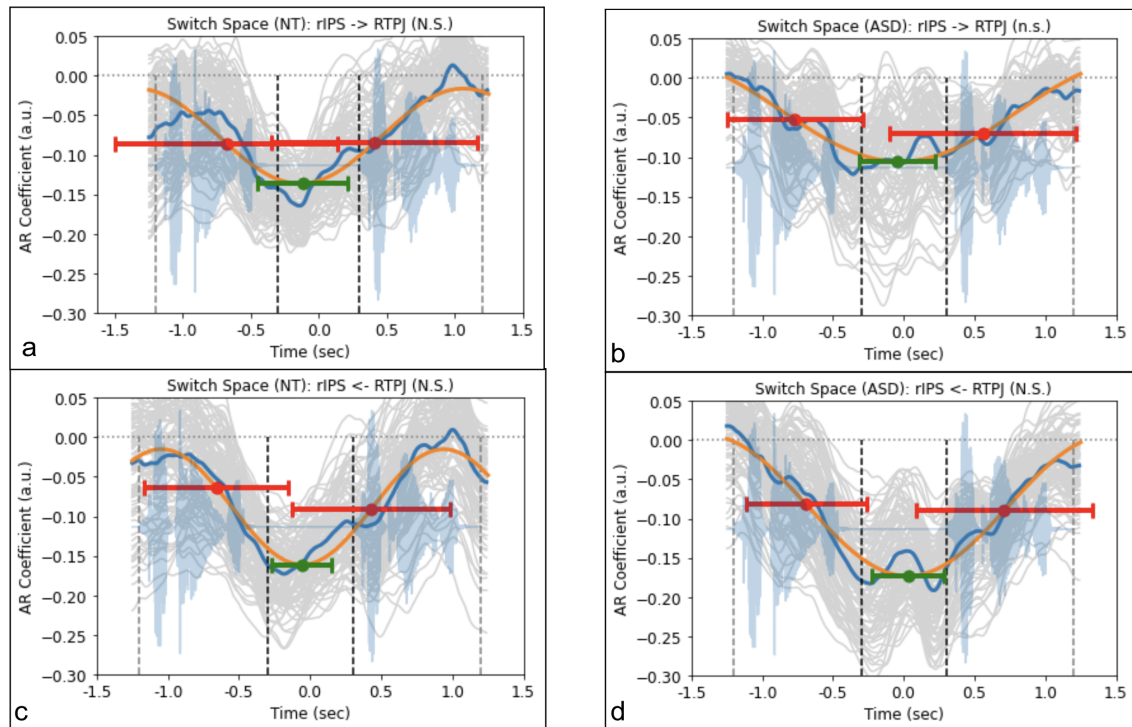 Switch Space (NT): rIPS -> RTPJ (N.S.)
0.05
0.00
−0.05
−0.10
−0.15
−0.20
−0.25
−0.30
AR Coefficient (a.u.)
-1.5 -1.0 -0.5 0.0 0.5 1.0 1.5
Time (sec)
a
Switch Space (ASD): rIPS -> RTPJ (n.s.)
0.05
0.00
−0.05
−0.10
−0.15
−0.20
−0.25
−0.30
AR Coefficient (a.u.)
-1.5 -1.0 -0.5 0.0 0.5 1.0 1.5
Time (sec)
b
Switch Space (NT): rIPS <- RTPJ (N.S.)
0.05
0.00
−0.05
−0.10
−0.15
−0.20
−0.25
−0.30
AR Coefficient (a.u.)
-1.5 -1.0 -0.5 0.0 0.5 1.0 1.5
Time (sec)
c
Switch Space (ASD): rIPS <- RTPJ (N.S.)
0.05
0.00
−0.05
−0.10
−0.15
−0.20
−0.25
−0.30
AR Coefficient (a.u.)
-1.5 -1.0 -0.5 0.0 0.5 1.0 1.5
Time (sec)
d